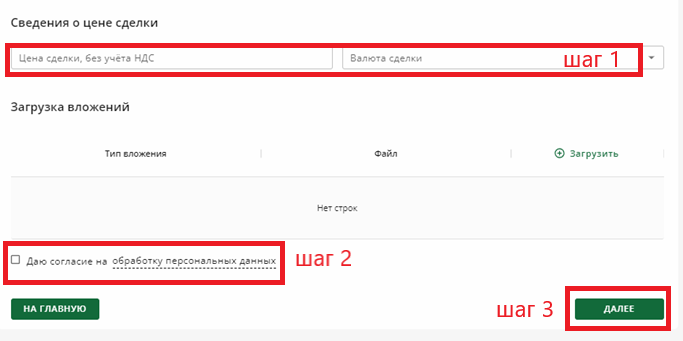 Сведения о цене сделки
Цена сделки, без учёта НДС
Валюта сделки
шаг 1
Загрузка вложений
Тип вложения
Файл
Загрузить
Нет строк
Даю согласие на обработку персональных данных
шаг 2
НА ГЛАВНУЮ
шаг 3
ДАЛЕЕ